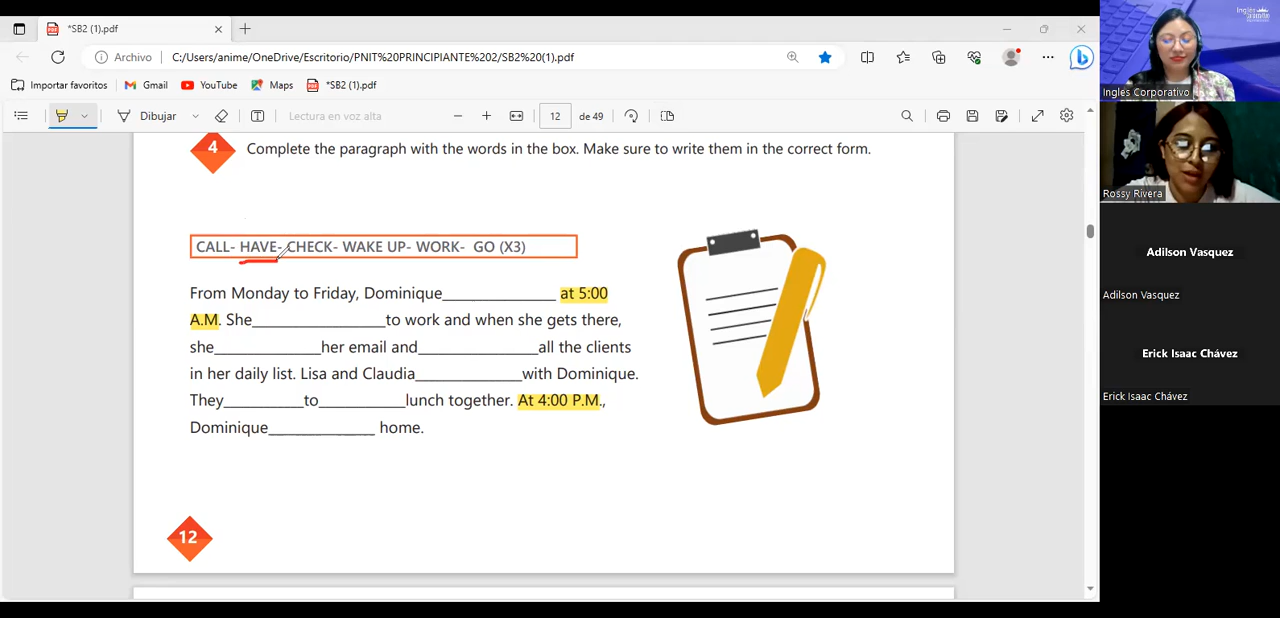 *SB2 (1).pdf
Archivo
C:/Users/anime/OneDrive/Escritorio/PNIT%20PRINCIPIANTE%202/SB2%20(1).pdf
Importar favoritos
Gmail
YouTube
Maps
*SB2 (1).pdf
Dibujar
Lectura en voz alta
12
de 49
4
Complete the paragraph with the words in the box. Make sure to write them in the correct form.
CALL- HAVE- CHECK- WAKE UP- WORK- GO (X3)
From Monday to Friday, Dominique______________ at 5:00
A.M. She_________________to work and when she gets there,
she______________her email and________________all the clients
in her daily list. Lisa and Claudia______________with Dominique.
They__________to___________lunch together. At 4:00 P.M.,
Dominique______________ home.
12
Ingles Corporativo
Rossy Rivera
Adilson Vasquez
Adilson Vasquez
Erick Isaac Chávez
Erick Isaac Chávez